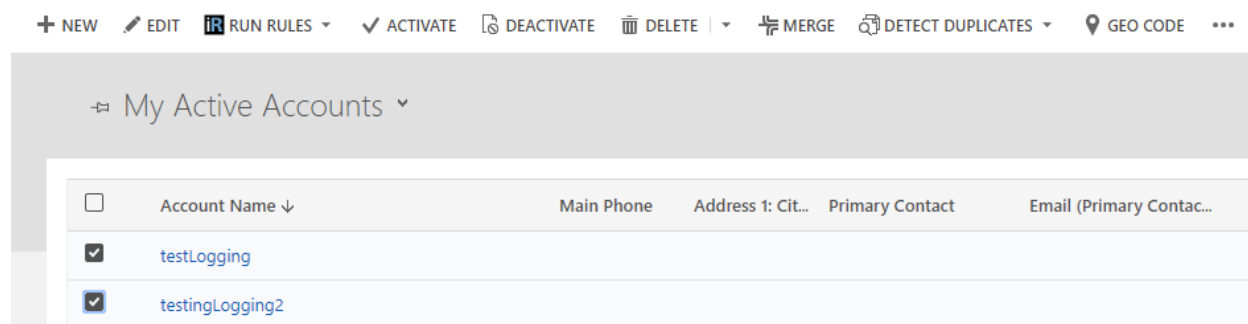 NEW EDIT iR RUN RULES ACTIVATE DEACTIVATE DELETE MERGE DETECT DUPLICATES GEO CODE
My Active Accounts
Account Name Main Phone Address 1: Cit... Primary Contact Email (Primary Contac...
testLogging
testingLogging2